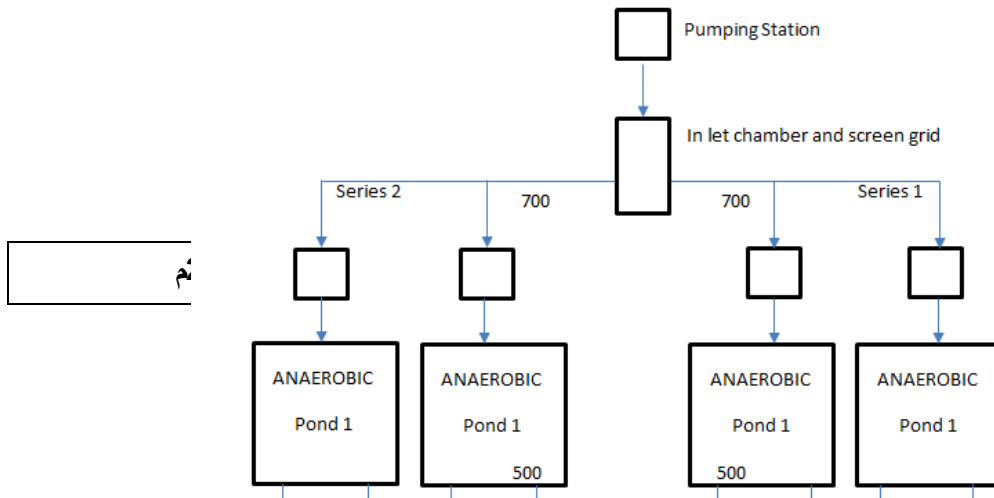 Pumping Station
In let chamber and screen grid
Series 2
700
700
Series 1
ANAEROBIC
Pond 1
ANAEROBIC
Pond 1
500
ANAEROBIC
Pond 1
500
ANAEROBIC
Pond 1